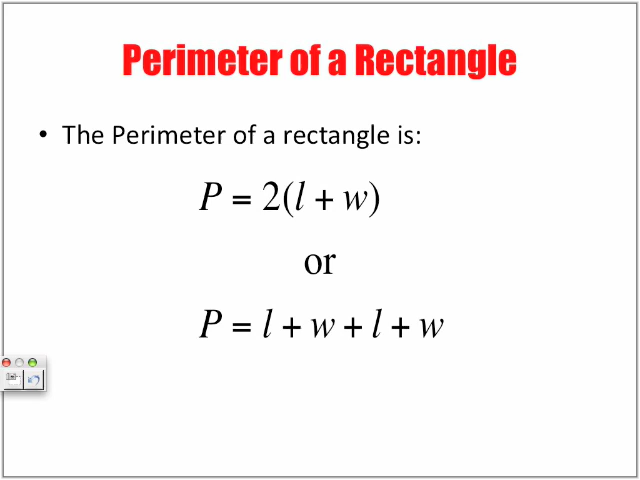 Perimeter of a Rectangle
• The Perimeter of a rectangle is:
P = 2(l + w)
or
P = l + w + l + w